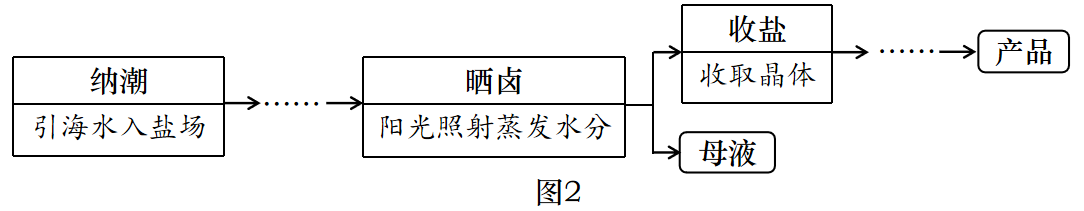 纳潮
引海水入盐场
……
晒卤
阳光照射蒸发水分
收盐
收取晶体
……
产品
母液
图2